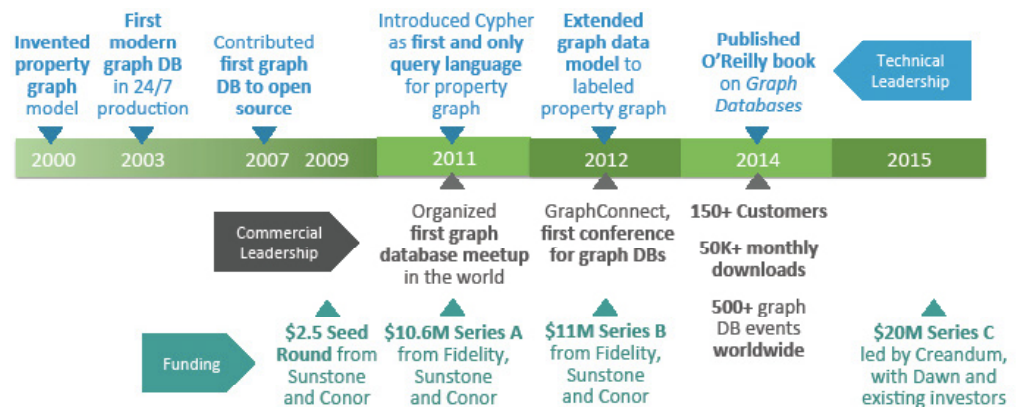 Invented
property
graph
model
First
modern
graph DB
in 24/7
production
Contributed
first graph
DB to open
source
Introduced Cypher
as first and only
query language
for property
graph
Extended
graph data
model to
labeled
property graph
Published
O'Reilly book
on Graph
Databases
Technical
Leadership
2000
2003
2007
2009
2011
2012
2014
2015
Commercial
Leadership
Organized
first graph
database meetup
in the world
GraphConnect,
first conference
for graph DBs
150+ Customers
50K+ monthly
downloads
500+ graph
DB events
worldwide
Funding
$2.5 Seed
Round from
Sunstone
and Conor
$10.6M Series A
from Fidelity,
Sunstone
and Conor
$11M Series B
from Fidelity,
Sunstone
and Conor
$20M Series C
led by Creandum,
with Dawn and
existing investors